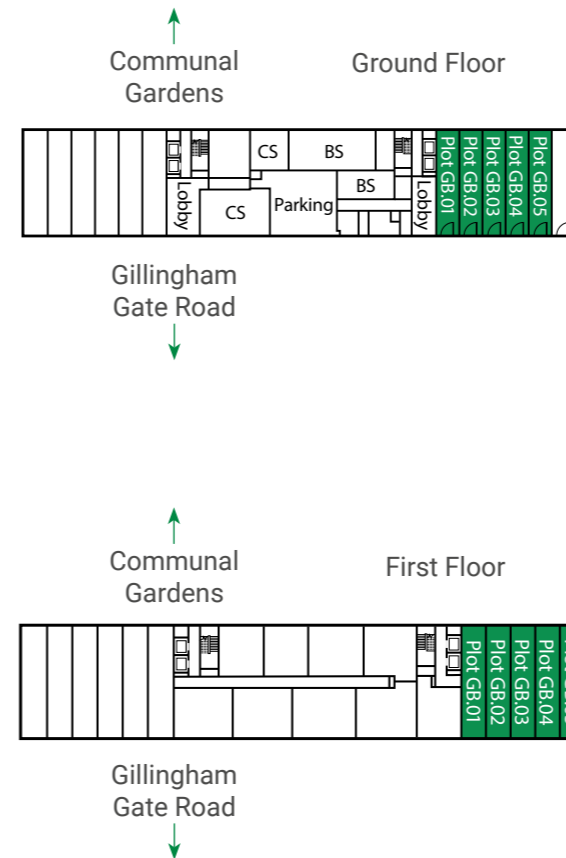 Communal
Gardens
Ground Floor
CS
BS
BS
Lobby
CS
Parking
Lobby
Plot GB.01
Plot GB.02
Plot GB.03
Plot GB.04
Plot GB.05
Gillingham
Gate Road
Communal
Gardens
First Floor
Plot GB.01
Plot GB.02
Plot GB.03
Plot GB.04
Gillingham
Gate Road